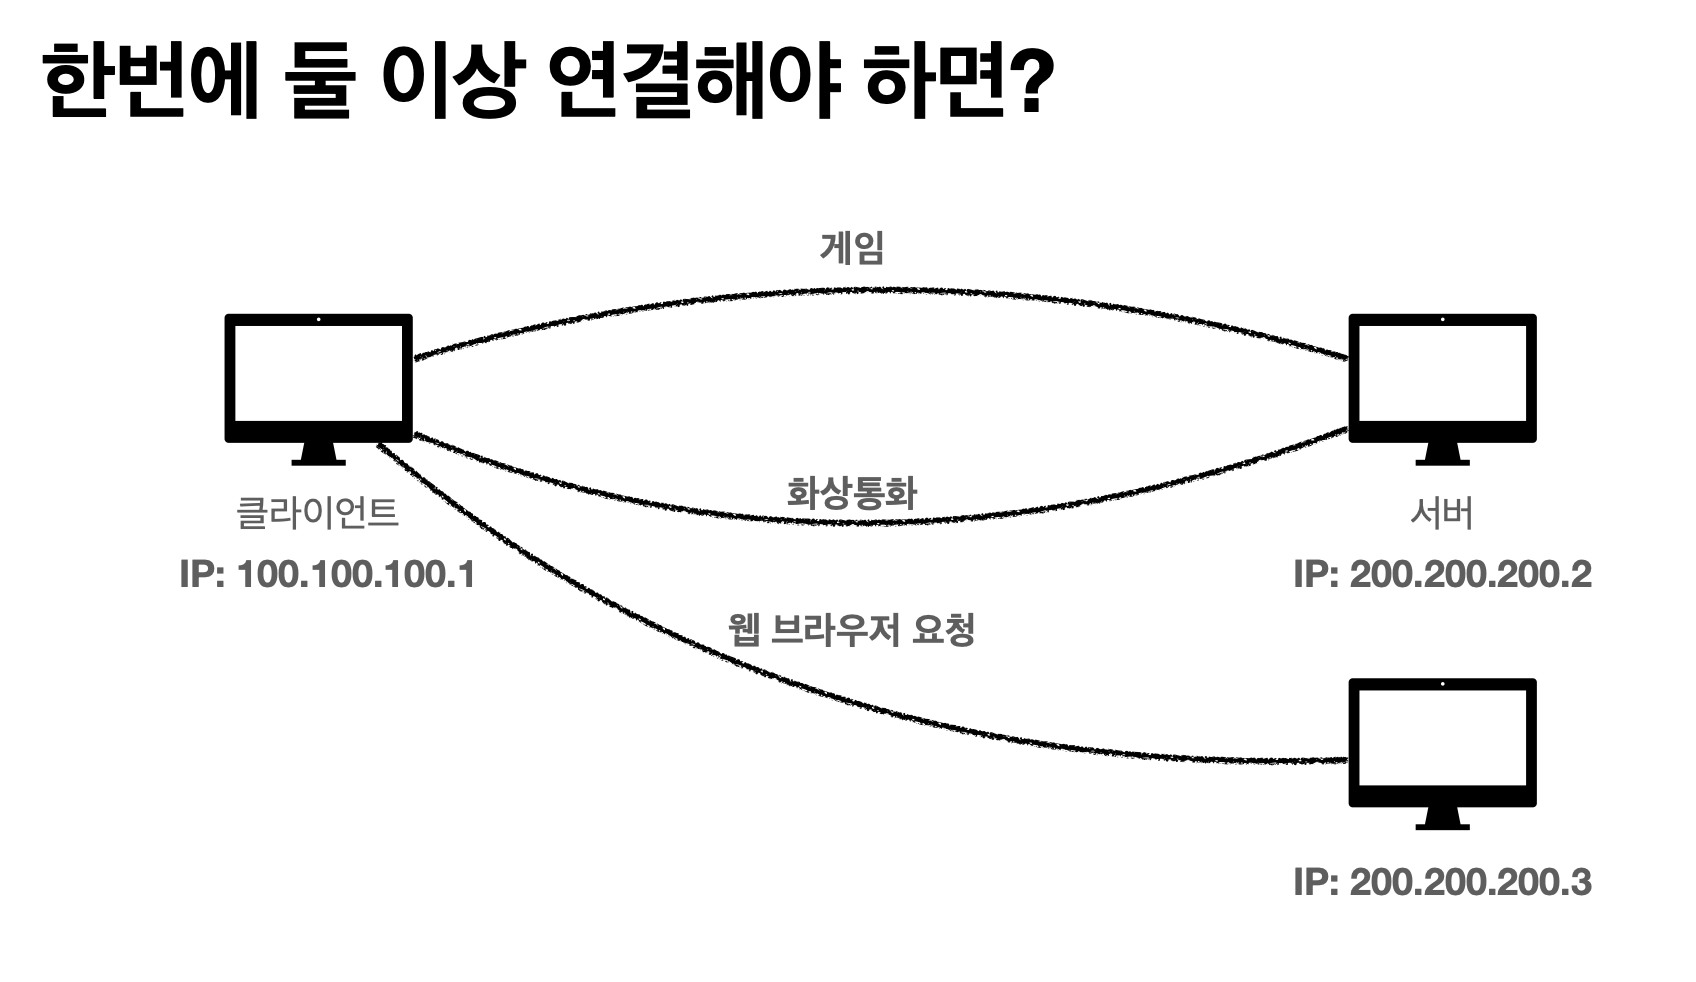 한번에 둘 이상 연결해야 하면?
게임
화상통화
클라이언트
서버
IP: 100.100.100.1
IP: 200.200.200.2
웹 브라우저 요청
IP: 200.200.200.3